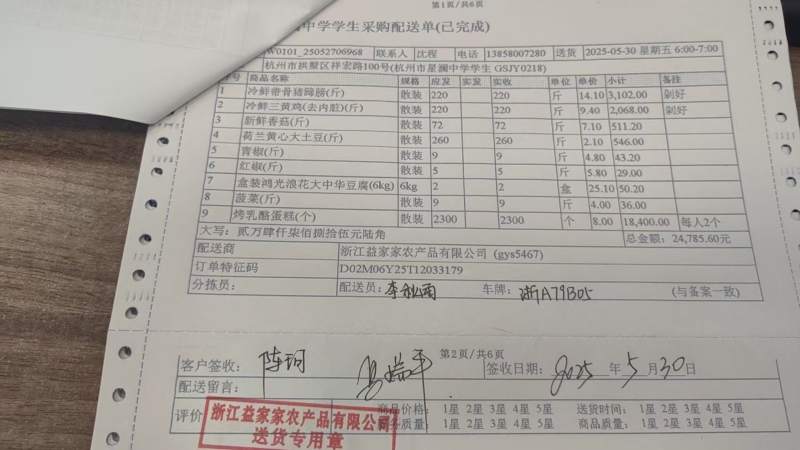 第1页/共6页
中学学生采购配送单(已完成)
W0101_25052706968 联系人 沈程 电话 13858007280 送货 2025-05-30 星期五 6:00-7:00
杭州市拱墅区祥宏路100号(杭州市星澜中学学生 GSJY0218)
号 商品名称 规格 应发 实发 实收 单位 单价 小计 备注
1 冷鲜带骨猪蹄膀(斤) 散装 220 220 斤 14.10 3,102.00 剁好
2 冷鲜三黄鸡(去内脏)(斤) 散装 220 220 斤 9.40 2,068.00 剁好
3 新鲜香菇(斤) 散装 72 72 斤 7.10 511.20
4 荷兰黄心大土豆(斤) 散装 260 260 斤 2.10 546.00
5 青椒(斤) 散装 9 9 斤 4.80 43.20
6 红椒(斤) 散装 5 5 斤 5.80 29.00
7 盒装鸿光浪花大中华豆腐(6kg) 6kg 2 2 盒 25.10 50.20
8 菠菜(斤) 散装 9 9 斤 4.00 36.00
9 烤乳酪蛋糕(个) 散装 2300 2300 个 8.00 18,400.00 每人2个
大写: 贰万肆仟柒佰捌拾伍元陆角 总金额: 24,785.60元
配送商 浙江益家家农产品有限公司 (gys5467)
订单特征码 D02M06Y25T12033179
分拣员: 配送员: 李秋雨 车牌: 浙A79B05 (与备案一致)
第2页/共6页
客户签收: 陈珂 签收日期: 2025 年 5 月 30 日
配送留言:
评价 商品价格: 1星 2星 3星 4星 5星 送货时间: 1星 2星 3星 4星 5星
服务质量: 1星 2星 3星 4星 5星 商品质量: 1星 2星 3星 4星 5星
浙江益家家农产品有限公司
送货专用章